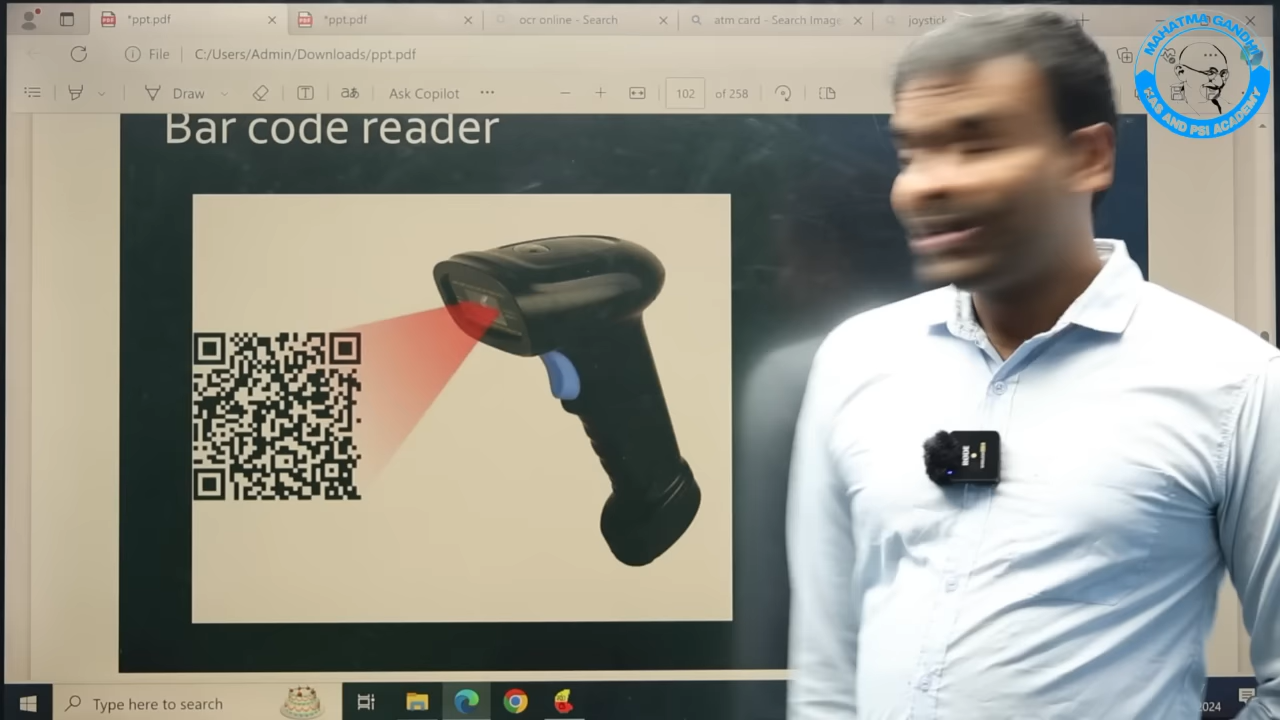 *ppt.pdf
*ppt.pdf
ocr online - Search
atm card - Search Image
joystick
File
C:/Users/Admin/Downloads/ppt.pdf
Draw
Ask Copilot
102
of 258
Bar code reader
MAHATMA GANDHI
KAS AND PSI ACADEMY
RODE
Type here to search
2024